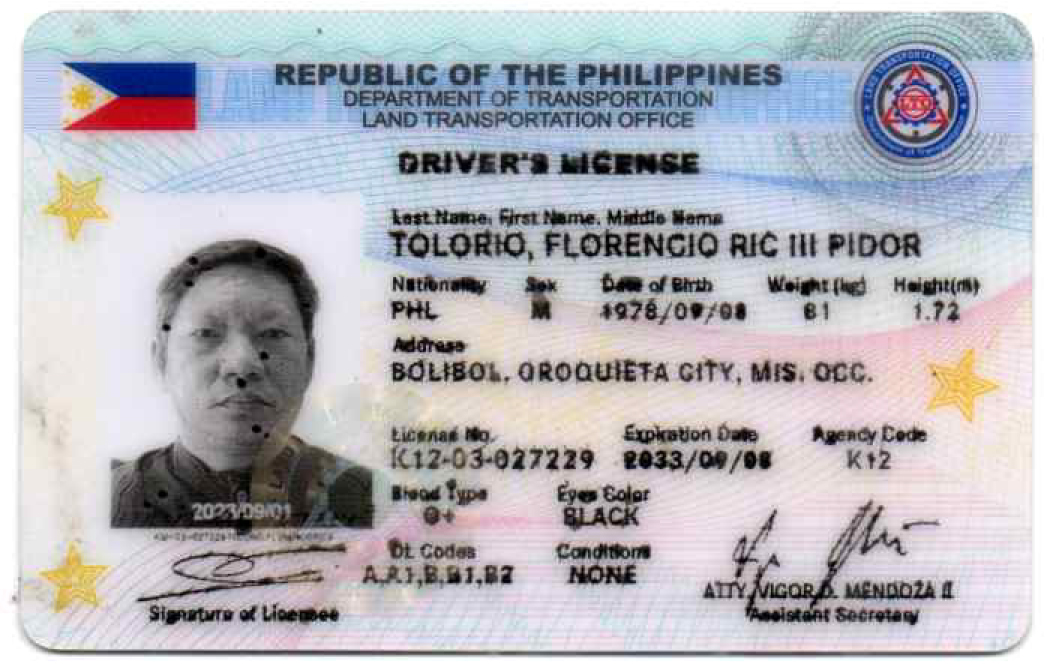 REPUBLIC OF THE PHILIPPINES
DEPARTMENT OF TRANSPORTATION
LAND TRANSPORTATION OFFICE
LAND TRANSPORTATION OFFICE
LTO
Department of Transportation
DRIVER'S LICENSE
Last Name, First Name, Middle Name
TOLORIO, FLORENCIO RIC III PIDOR
Nationality Sex Date of Birth Weight (kg) Height(m)
PHL M 1978/09/08 81 1.72
Address
BOLIBOL, OROQUIETA CITY, MIS. OCC.
License No. Expiration Date Agency Code
K12-03-027229 2033/09/08 K12
Blood Type Eyes Color
O+ BLACK
2023/09/01
DL Codes Conditions
A,A1,B,B1,B2 NONE
ATTY. VIGOR D. MENDOZA II
Signature of Licensee
Assistant Secretary